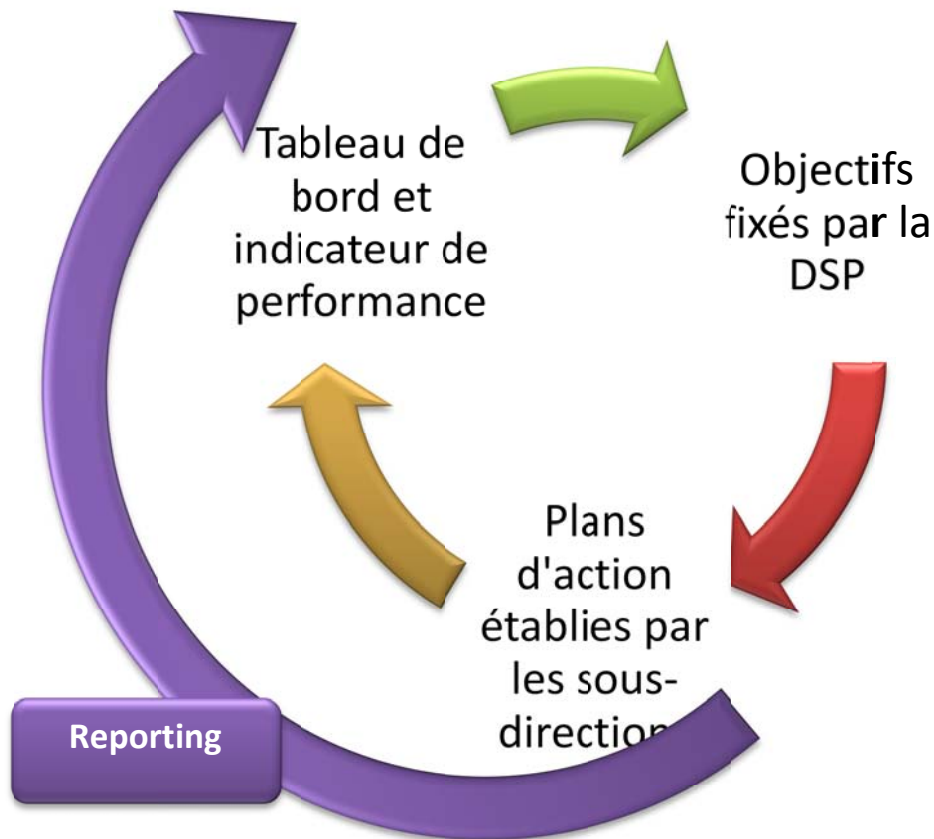 Tableau de
bord et
indicateur de
performance
Objectifs
fixés par la
DSP
Plans
d'action
établies par
les sous-
direction
Reporting